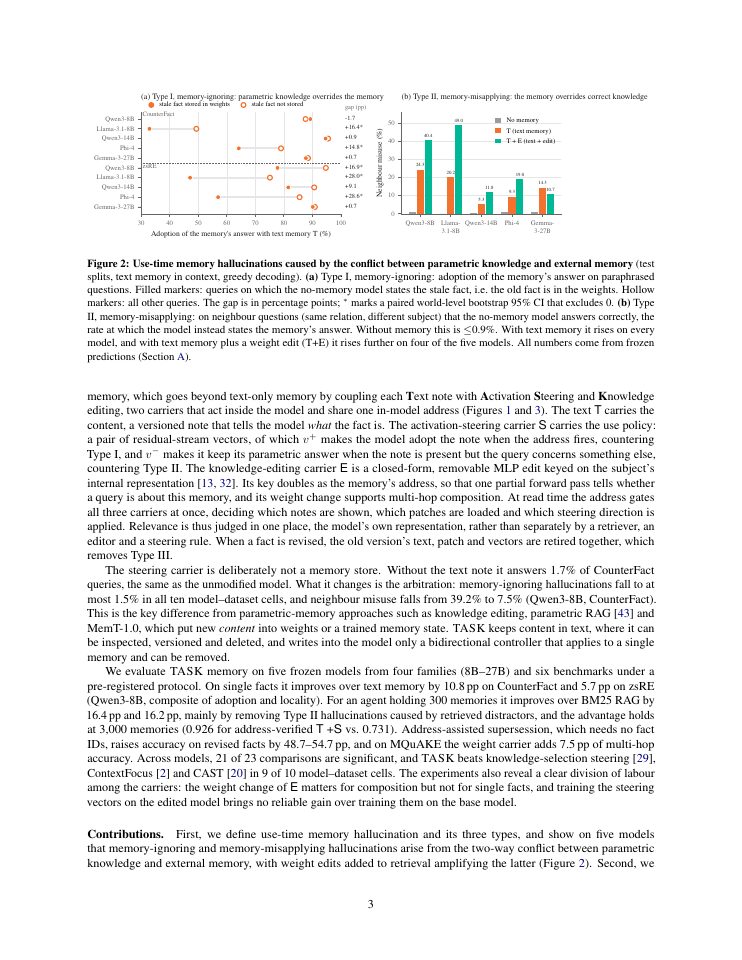 (a) Type I, memory-ignoring: parametric knowledge overrides the memory
stale fact stored in weights
stale fact not stored
gap (pp)
CounterFact
Qwen3-8B
-1.7
Llama-3.1-8B
+16.4*
Qwen3-14B
+0.9
Phi-4
+14.8*
Gemma-3-27B
+0.7
zsRE
Qwen3-8B
+16.9*
Llama-3.1-8B
+28.0*
Qwen3-14B
+9.1
Phi-4
+28.6*
Gemma-3-27B
+0.7
30 40 50 60 70 80 90 100
Adoption of the memory's answer with text memory T (%)
(b) Type II, memory-misapplying: the memory overrides correct knowledge
Neighbour misuse (%)
50
40
30
20
10
0
No memory
T (text memory)
T + E (text + edit)
40.4
20.2
49.0
5.3
11.8
9.3
19.0
14.3
10.7
Qwen3-8B Llama- Qwen3-14B Phi-4 Gemma-
3.1-8B 3-27B
Figure 2: Use-time memory hallucinations caused by the conflict between parametric knowledge and external memory (test
splits, text memory in context, greedy decoding). (a) Type I, memory-ignoring: adoption of the memory's answer on paraphrased
questions. Filled markers: queries on which the no-memory model states the stale fact, i.e. the old fact is in the weights. Hollow
markers: all other queries. The gap is in percentage points; * marks a paired world-level bootstrap 95% CI that excludes 0. (b) Type
II, memory-misapplying: on neighbour questions (same relation, different subject) that the no-memory model answers correctly, the
rate at which the model instead states the memory's answer. Without memory this is ≤0.9%. With text memory it rises on every
model, and with text memory plus a weight edit (T+E) it rises further on four of the five models. All numbers come from frozen
predictions (Section A).
memory, which goes beyond text-only memory by coupling each Text note with Activation Steering and Knowledge
editing, two carriers that act inside the model and share one in-model address (Figures 1 and 3). The text T carries the
content, a versioned note that tells the model what the fact is. The activation-steering carrier S carries the use policy:
a pair of residual-stream vectors, of which v+ makes the model adopt the note when the address fires, countering
Type I, and v− makes it keep its parametric answer when the note is present but the query concerns something else,
countering Type II. The knowledge-editing carrier E is a closed-form, removable MLP edit keyed on the subject's
internal representation [13, 32]. Its key doubles as the memory's address, so that one partial forward pass tells whether
a query is about this memory, and its weight change supports multi-hop composition. At read time the address gates
all three carriers at once, deciding which notes are shown, which patches are loaded and which steering direction is
applied. Relevance is thus judged in one place, the model's own representation, rather than separately by a retriever, an
editor and a steering rule. When a fact is revised, the old version's text, patch and vectors are retired together, which
removes Type III.
The steering carrier is deliberately not a memory store. Without the text note it answers 1.7% of CounterFact
queries, the same as the unmodified model. What it changes is the arbitration: memory-ignoring hallucinations fall to at
most 1.5% in all ten model–dataset cells, and neighbour misuse falls from 39.2% to 7.5% (Qwen3-8B, CounterFact).
This is the key difference from parametric-memory approaches such as knowledge editing, parametric RAG [43] and
MemT-1.0, which put new content into weights or a trained memory state. TASK keeps content in text, where it can
be inspected, versioned and deleted, and writes into the model only a bidirectional controller that applies to a single
memory and can be removed.
We evaluate TASK memory on five frozen models from four families (8B–27B) and six benchmarks under a
pre-registered protocol. On single facts it improves over text memory by 10.8 pp on CounterFact and 5.7 pp on zsRE
(Qwen3-8B, composite of adoption and locality). For an agent holding 300 memories it improves over BM25 RAG by
16.4 pp and 16.2 pp, mainly by removing Type II hallucinations caused by retrieved distractors, and the advantage holds
at 3,000 memories (0.926 for address-verified T +S vs. 0.731). Address-assisted supersession, which needs no fact
IDs, raises accuracy on revised facts by 48.7–54.7 pp, and on MQuAKE the weight carrier adds 7.5 pp of multi-hop
accuracy. Across models, 21 of 23 comparisons are significant, and TASK beats knowledge-selection steering [29],
ContextFocus [2] and CAST [20] in 9 of 10 model–dataset cells. The experiments also reveal a clear division of labour
among the carriers: the weight change of E matters for composition but not for single facts, and training the steering
vectors on the edited model brings no reliable gain over training them on the base model.
Contributions. First, we define use-time memory hallucination and its three types, and show on five models
that memory-ignoring and memory-misapplying hallucinations arise from the two-way conflict between parametric
knowledge and external memory, with weight edits added to retrieval amplifying the latter (Figure 2). Second, we
3